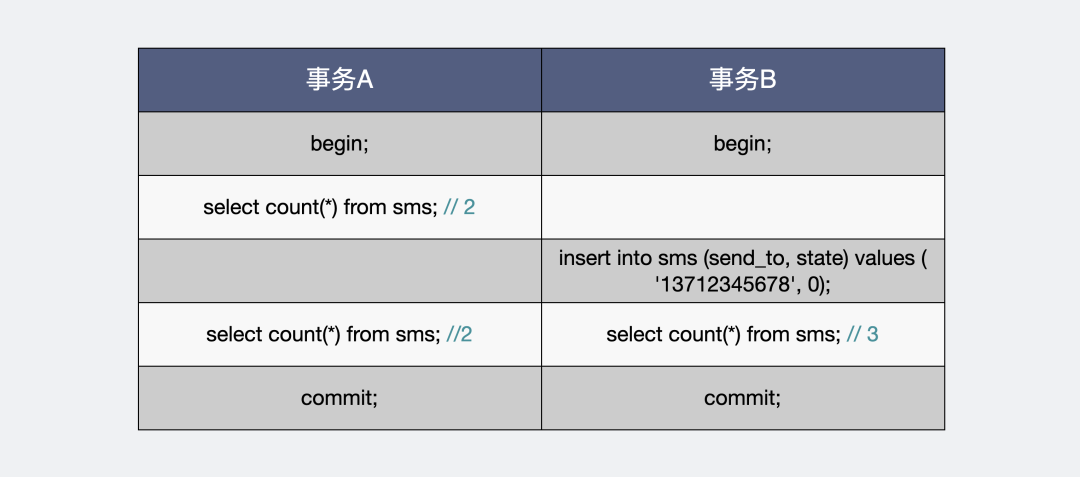 事务A
事务B
begin;
begin;
select count(*) from sms; // 2
insert into sms (send_to, state) values (
'13712345678', 0);
select count(*) from sms; //2
select count(*) from sms; // 3
commit;
commit;